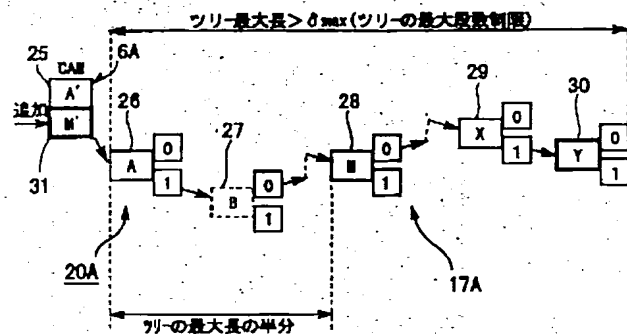 ツリー最大長＞δmax(ツリーの最大段数制限)
25
CAM
6A
A'
追加
M'
31
26
A
0
1
27
B
0
1
28
M
0
1
29
X
0
1
30
Y
0
1
20A
17A
ツリーの最大長の半分